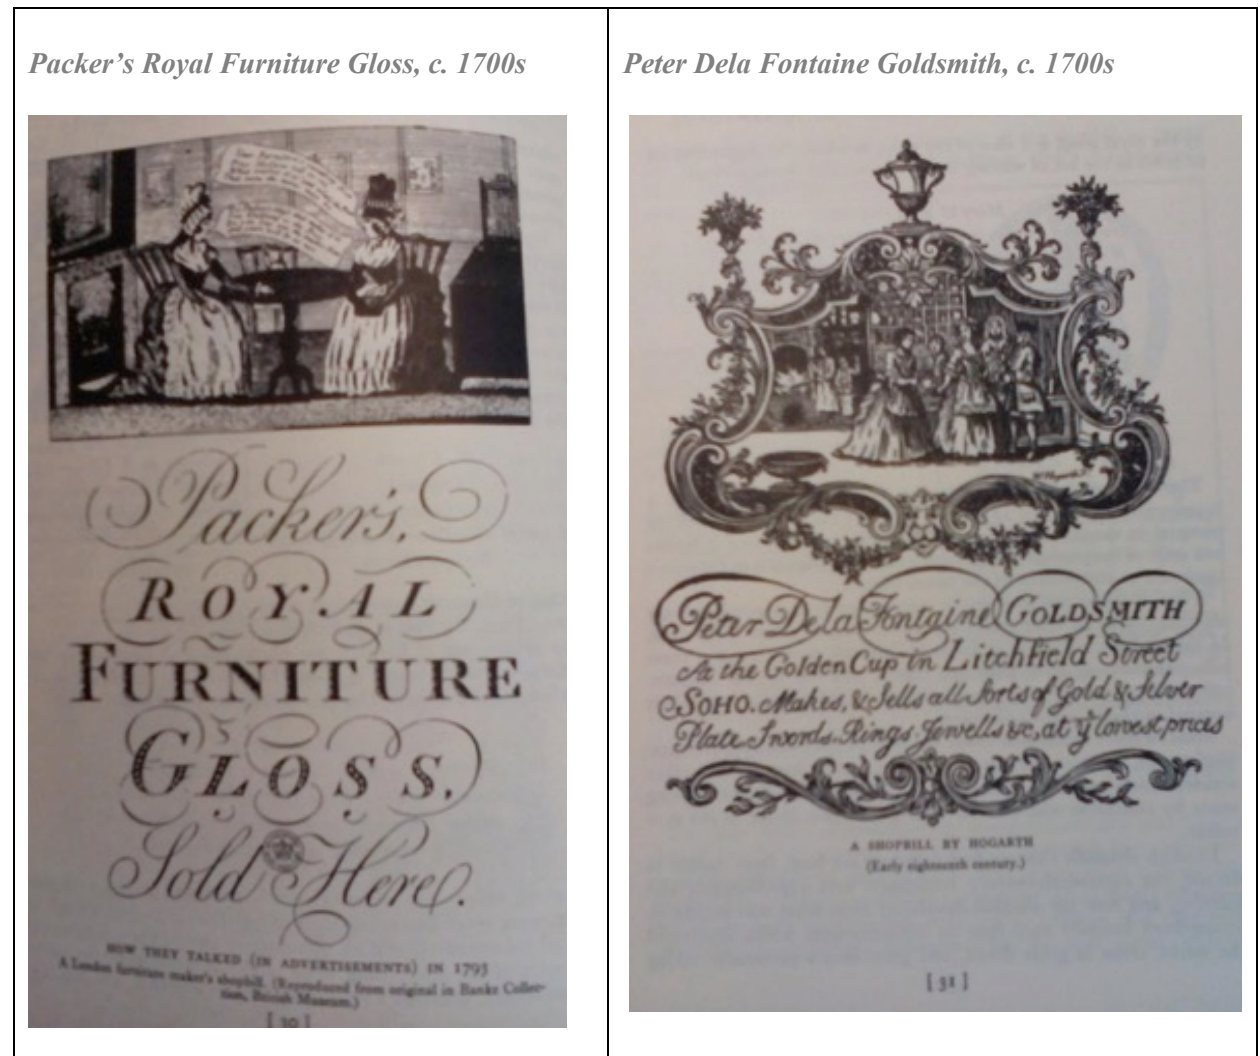 Packer’s Royal Furniture Gloss, c. 1700s
Packer's,
ROYAL
FURNITURE
GLOSS,
Sold Here.
HOW THEY TALKED (IN ADVERTISEMENTS) IN 1793
A London furniture maker's shopbill. (Reproduced from original in Banks Collec-
tion, British Museum.)
[ 30 ]
Peter Dela Fontaine Goldsmith, c. 1700s
Peter Dela Fontaine GOLDSMITH
At the Golden Cup in Litchfield Street
SOHO. Makes, & Sells all Sorts of Gold & Silver
Plate Swords. Rings. Jewells &c, at yͤ lowest prices
A SHOPBILL BY HOGARTH
(Early eighteenth century.)
[ 31 ]